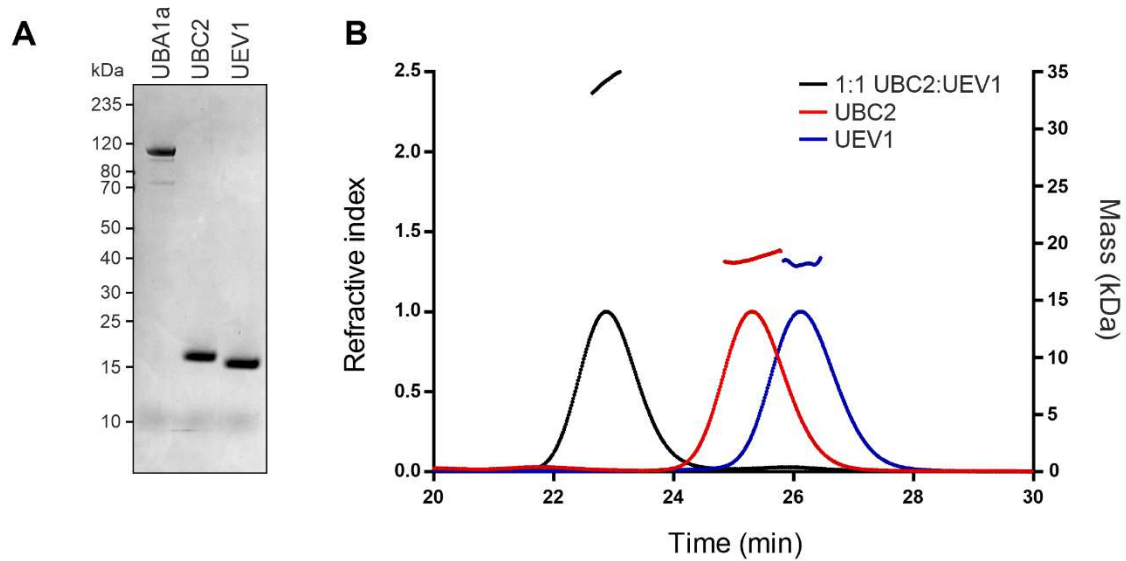 A
UBA1a
UBC2
UEV1
kDa
235
120
80
70
50
40
30
25
15
10
B
2.5
2.0
1.5
1.0
0.5
0.0
Refractive index
1:1 UBC2:UEV1
UBC2
UEV1
35
30
25
20
15
10
5
0
Mass (kDa)
20
22
24
26
28
30
Time (min)